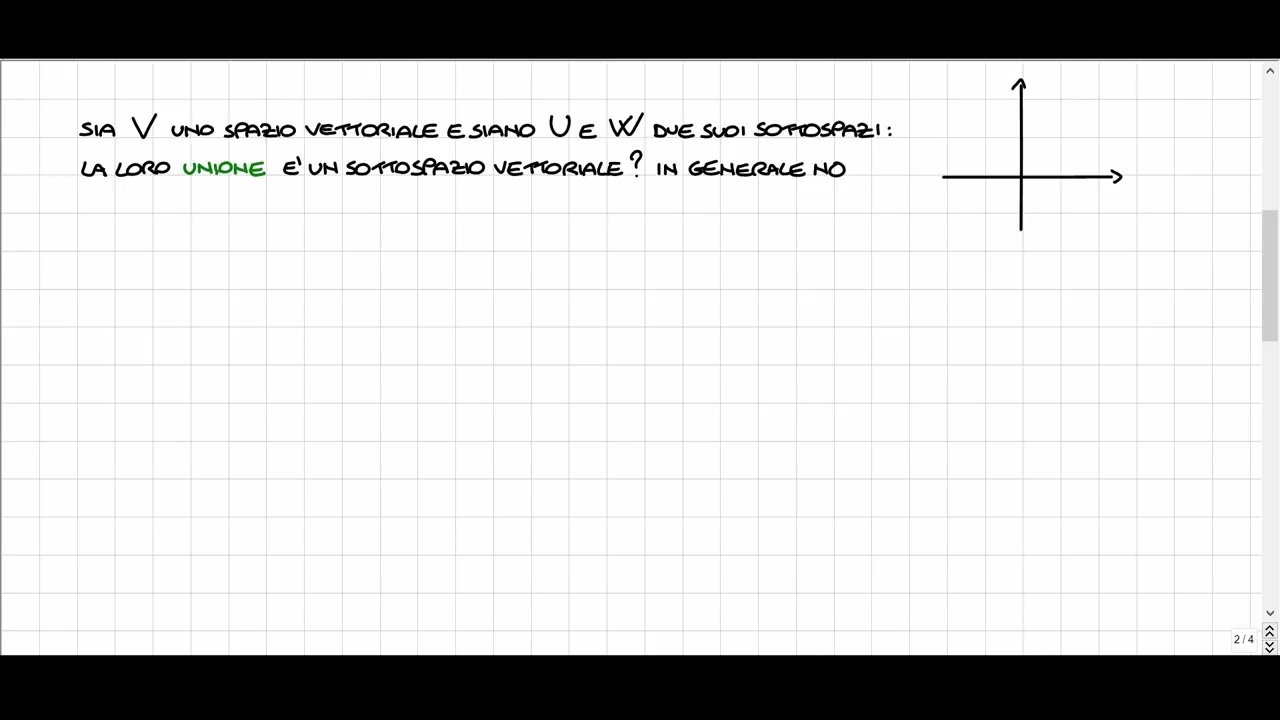 SIA V UNO SPAZIO VETTORIALE E SIANO U E W DUE SUOI SOTTOSPAZI:
LA LORO UNIONE E' UN SOTTOSPAZIO VETTORIALE? IN GENERALE NO
2 / 4